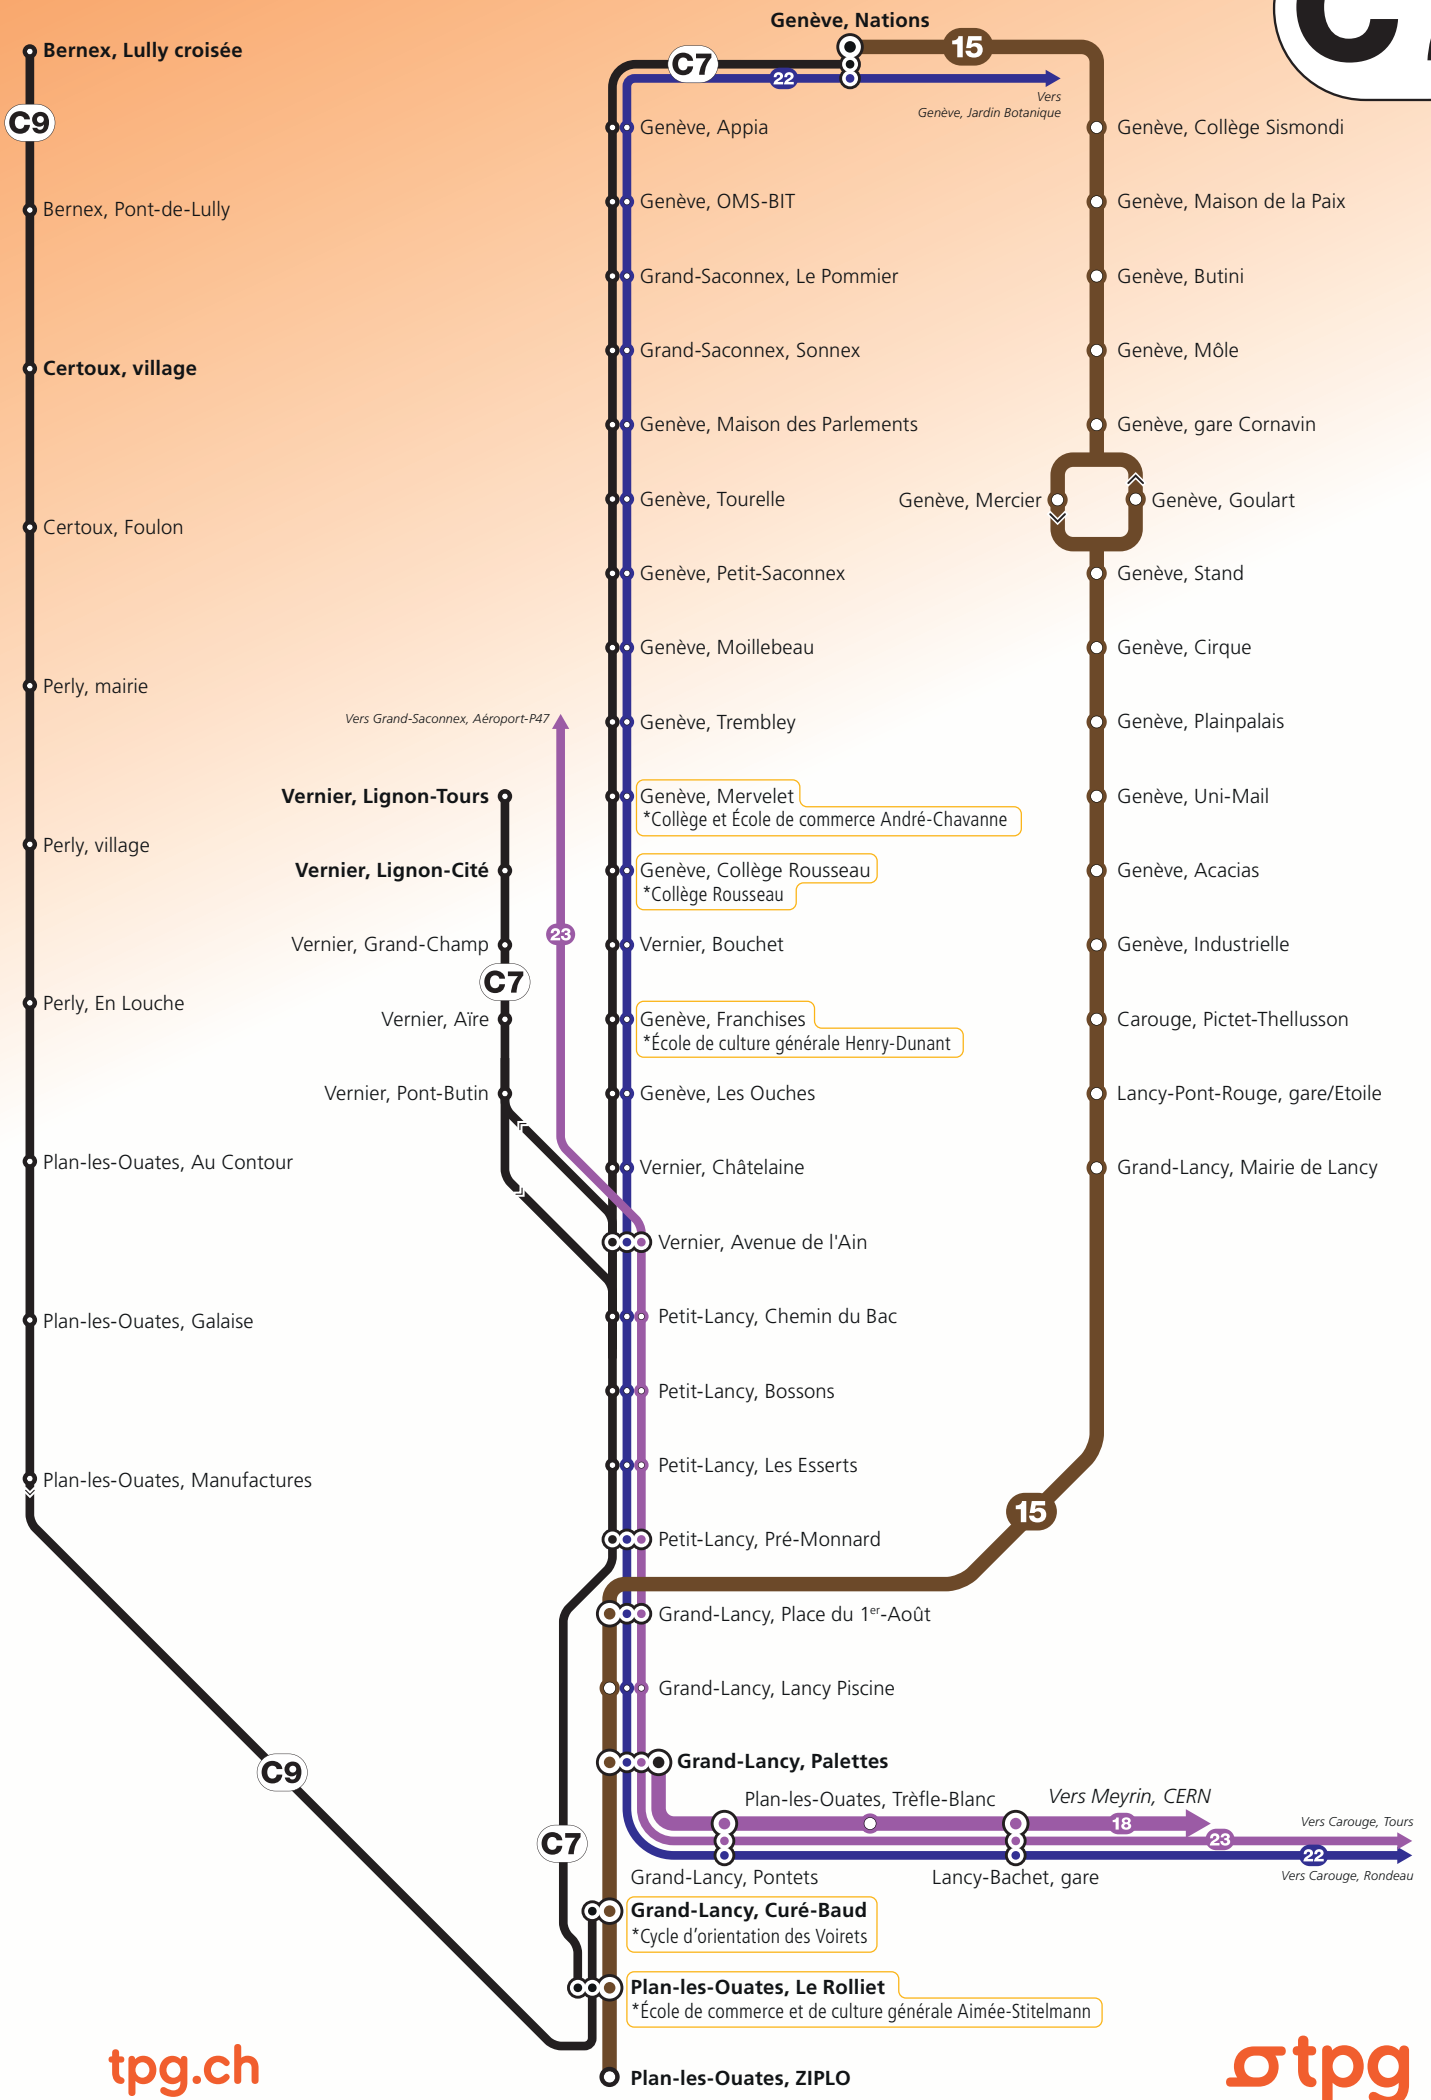 Genève, Nations
Bernex, Lully croisée
C9
Bernex, Pont-de-Lully
Certoux, village
Certoux, Foulon
Perly, mairie
Perly, village
Perly, En Louche
Plan-les-Ouates, Au Contour
Plan-les-Ouates, Galaise
Plan-les-Ouates, Manufactures
C9
Vers Grand-Saconnex, Aéroport-P47
Vernier, Lignon-Tours
Vernier, Lignon-Cité
Vernier, Grand-Champ
C7
Vernier, Aïre
Vernier, Pont-Butin
23
C7
22
15
Vers
Genève, Jardin Botanique
Genève, Appia
Genève, OMS-BIT
Grand-Saconnex, Le Pommier
Grand-Saconnex, Sonnex
Genève, Maison des Parlements
Genève, Tourelle
Genève, Petit-Saconnex
Genève, Moillebeau
Genève, Trembley
Genève, Mervelet
*Collège et École de commerce André-Chavanne
Genève, Collège Rousseau
*Collège Rousseau
Vernier, Bouchet
Genève, Franchises
*École de culture générale Henry-Dunant
Genève, Les Ouches
Vernier, Châtelaine
Vernier, Avenue de l'Ain
Petit-Lancy, Chemin du Bac
Petit-Lancy, Bossons
Petit-Lancy, Les Esserts
Petit-Lancy, Pré-Monnard
Genève, Collège Sismondi
Genève, Maison de la Paix
Genève, Butini
Genève, Môle
Genève, gare Cornavin
Genève, Mercier
Genève, Goulart
Genève, Stand
Genève, Cirque
Genève, Plainpalais
Genève, Uni-Mail
Genève, Acacias
Genève, Industrielle
Carouge, Pictet-Thellusson
Lancy-Pont-Rouge, gare/Etoile
Grand-Lancy, Mairie de Lancy
15
Grand-Lancy, Place du 1er-Août
Grand-Lancy, Lancy Piscine
Grand-Lancy, Palettes
Plan-les-Ouates, Trèfle-Blanc
Vers Meyrin, CERN
18
Vers Carouge, Tours
23
22
Vers Carouge, Rondeau
C7
Grand-Lancy, Pontets
Lancy-Bachet, gare
Grand-Lancy, Curé-Baud
*Cycle d'orientation des Voirets
Plan-les-Ouates, Le Rolliet
*École de commerce et de culture générale Aimée-Stitelmann
Plan-les-Ouates, ZIPLO
tpg.ch
tpg